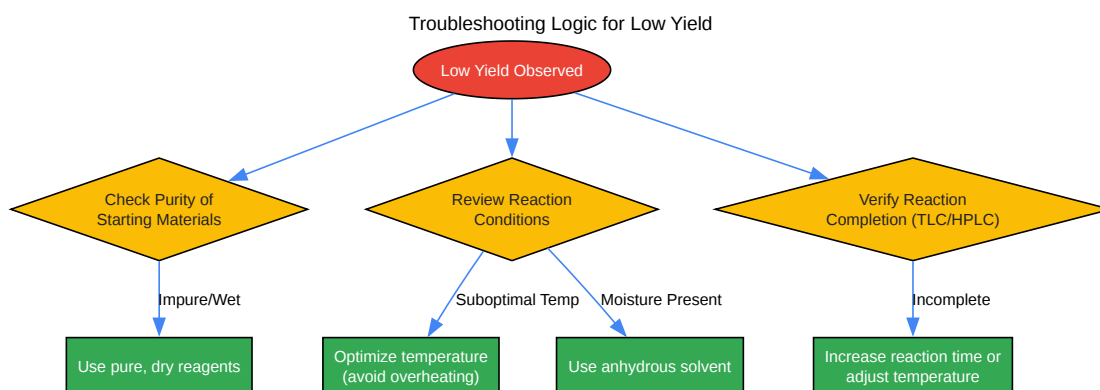 Troubleshooting Logic for Low Yield
Low Yield Observed
Check Purity of
Starting Materials
Review Reaction
Conditions
Verify Reaction
Completion (TLC/HPLC)
Impure/Wet
Suboptimal Temp
Moisture Present
Incomplete
Use pure, dry reagents
Optimize temperature
(avoid overheating)
Use anhydrous solvent
Increase reaction time or
adjust temperature